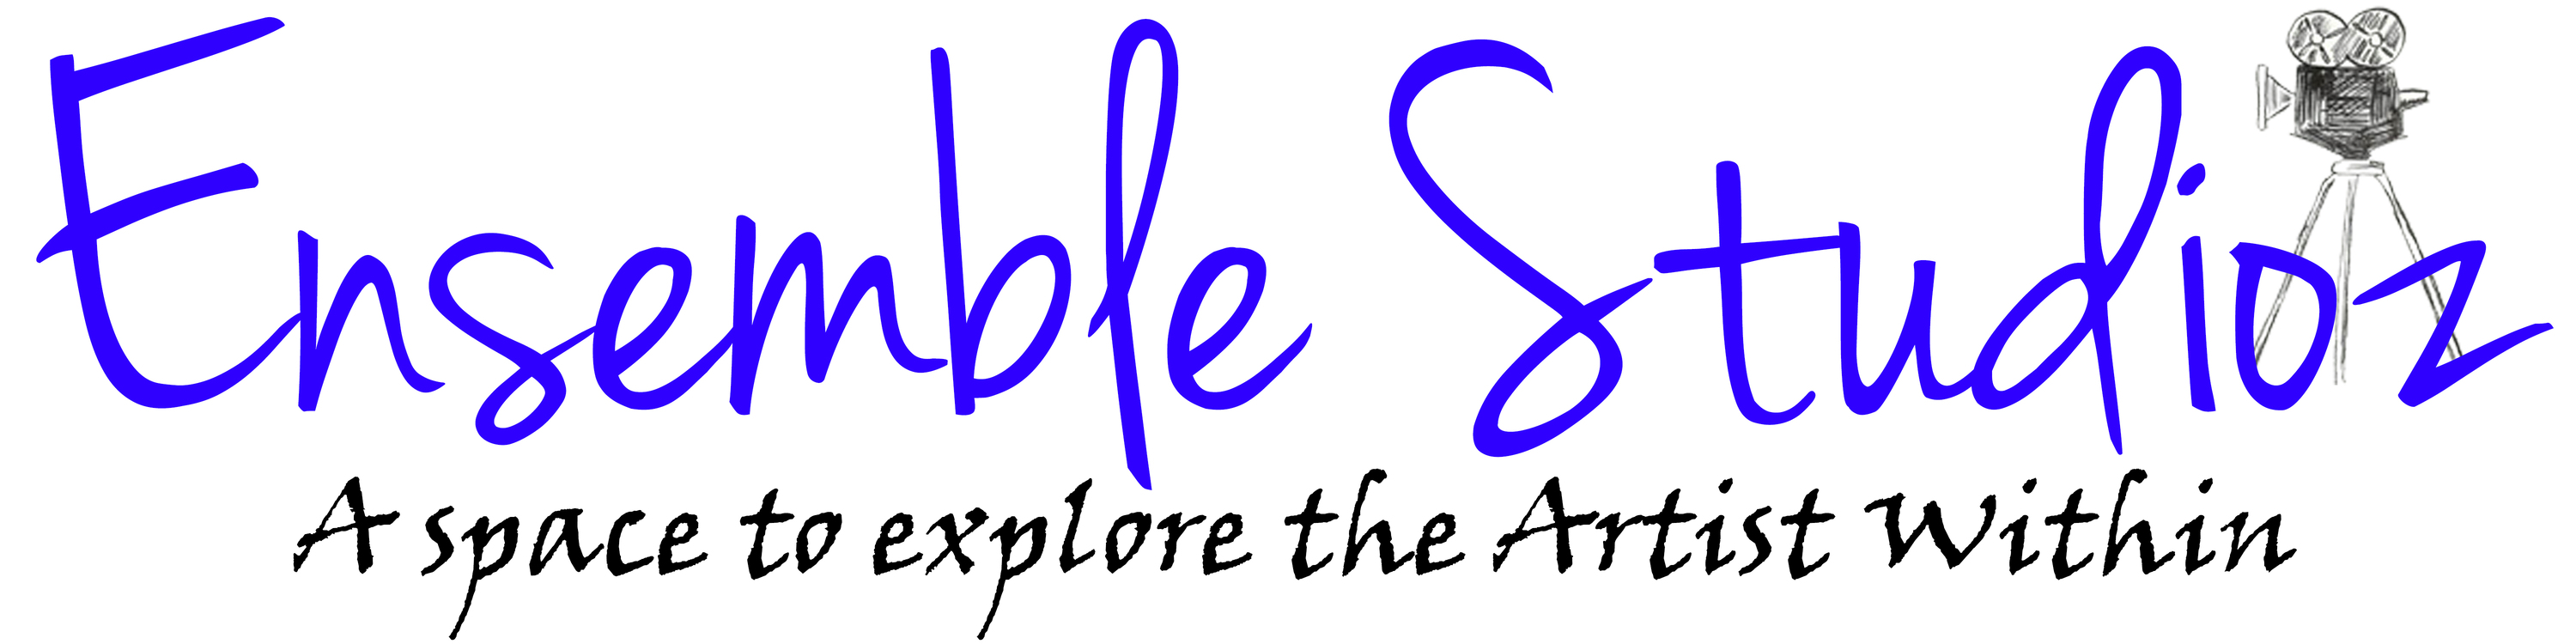 Ensemble Studioz
A space to explore the Artist Within